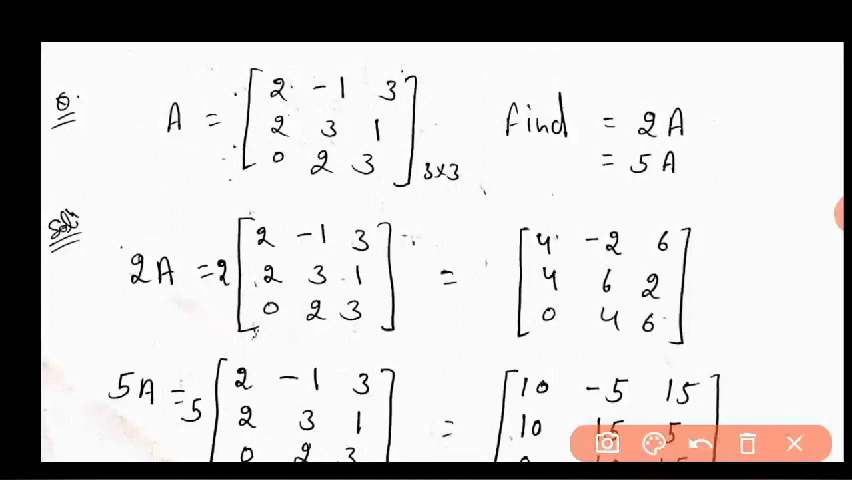 Q.
A = [2 -1 3
2 3 1
0 2 3] 3x3
Find = 2A
= 5A
Sol:
2A = 2 [2 -1 3
2 3 1
0 2 3] = [4 -2 6
4 6 2
0 4 6]
5A = 5 [2 -1 3
2 3 1
0 2 3] = [10 -5 15
10 15 5